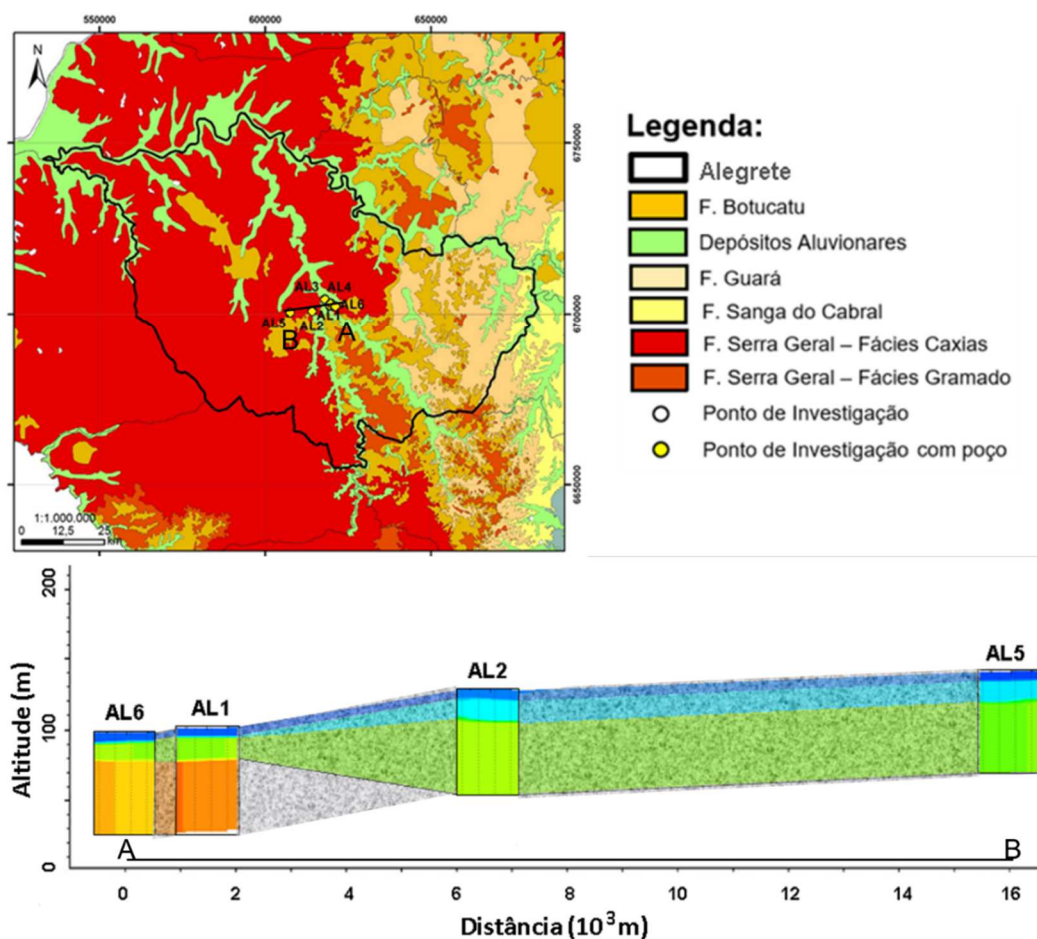 550000
600000
650000
N
6750000
6700000
6650000
AL3 AL4
AL6
AL1
AL5
AL2
B
A
1:1.000.000
0 12,5 25
km
Legenda:
Alegrete
F. Botucatu
Depósitos Aluvionares
F. Guará
F. Sanga do Cabral
F. Serra Geral – Fácies Caxias
F. Serra Geral – Fácies Gramado
Ponto de Investigação
Ponto de Investigação com poço
Altitude (m)
200
100
0
AL6
AL1
AL2
AL5
A
B
0 2 4 6 8 10 12 14 16
Distância (10³m)